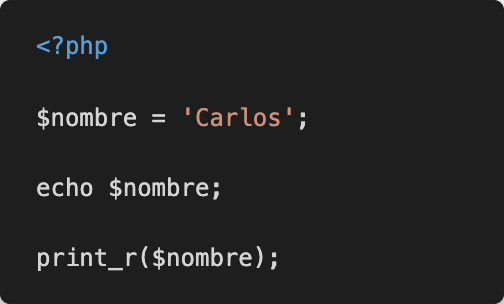 <?php
$nombre = 'Carlos';
echo $nombre;
print_r($nombre);